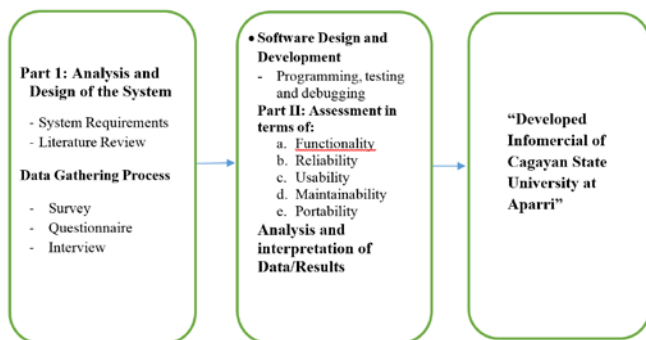 Part 1: Analysis and
Design of the System
- System Requirements
- Literature Review
Data Gathering Process
- Survey
- Questionnaire
- Interview
• Software Design and
Development
- Programming, testing
and debugging
Part II: Assessment in
terms of:
a. Functionality
b. Reliability
c. Usability
d. Maintainability
e. Portability
Analysis and
interpretation of
Data/Results
“Developed
Infomercial of
Cagayan State
University at
Aparri”